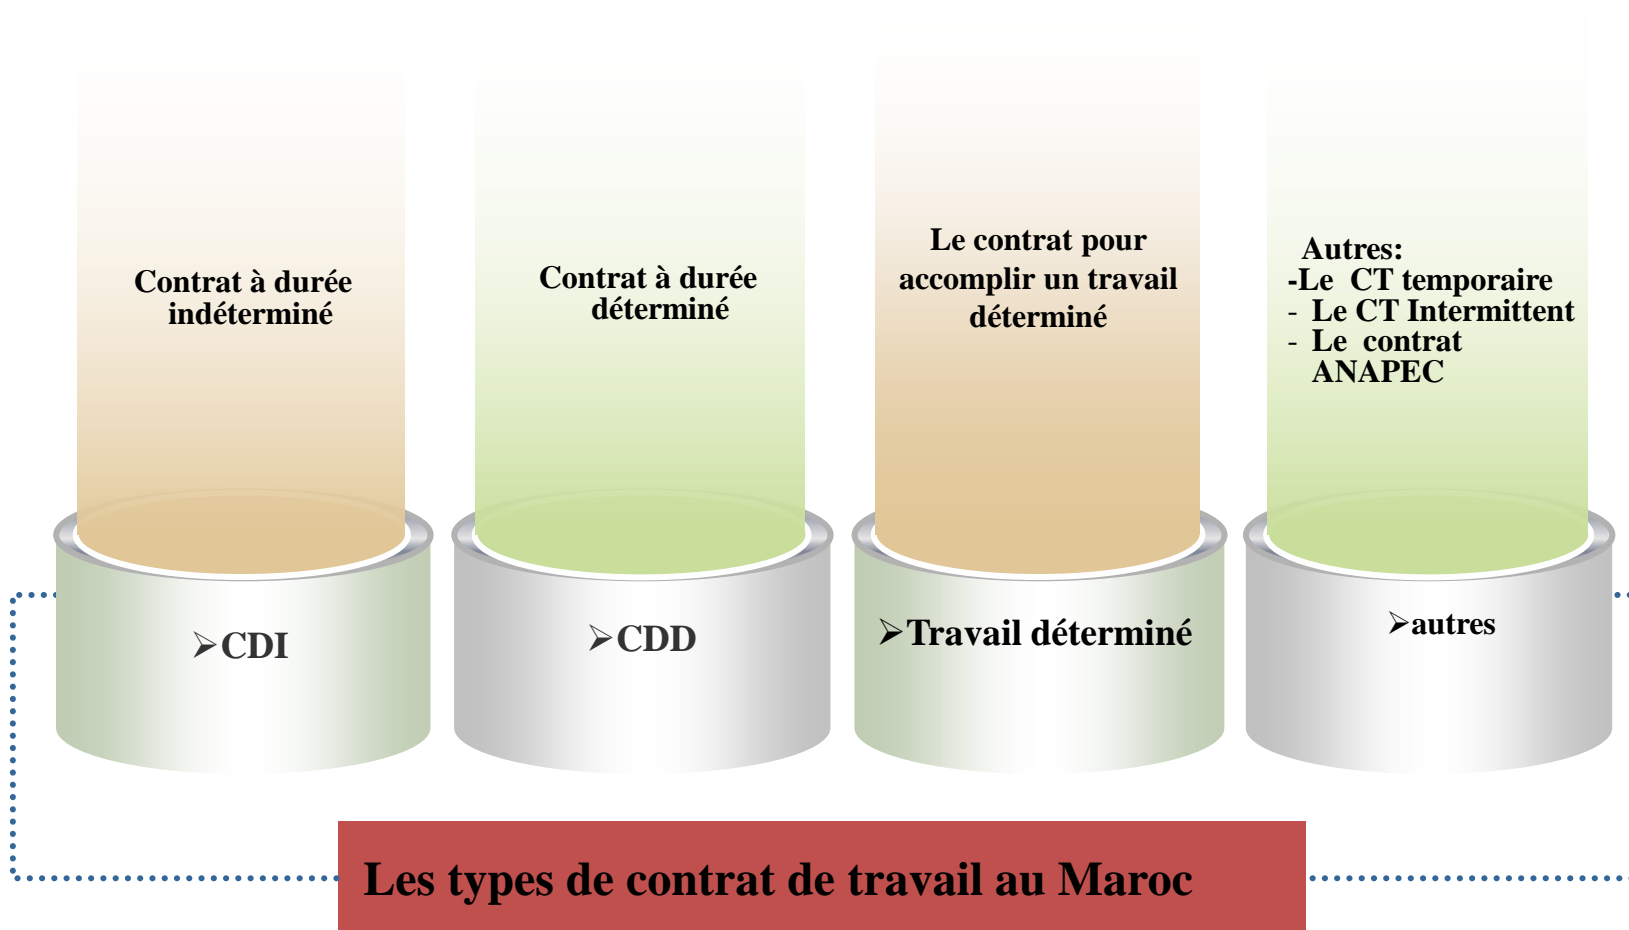 Contrat à durée
indéterminé
Contrat à durée
déterminé
Le contrat pour
accomplir un travail
déterminé
Autres:
-Le CT temporaire
- Le CT Intermittent
- Le contrat
ANAPEC
➢CDI
➢CDD
➢Travail déterminé
➢autres
Les types de contrat de travail au Maroc